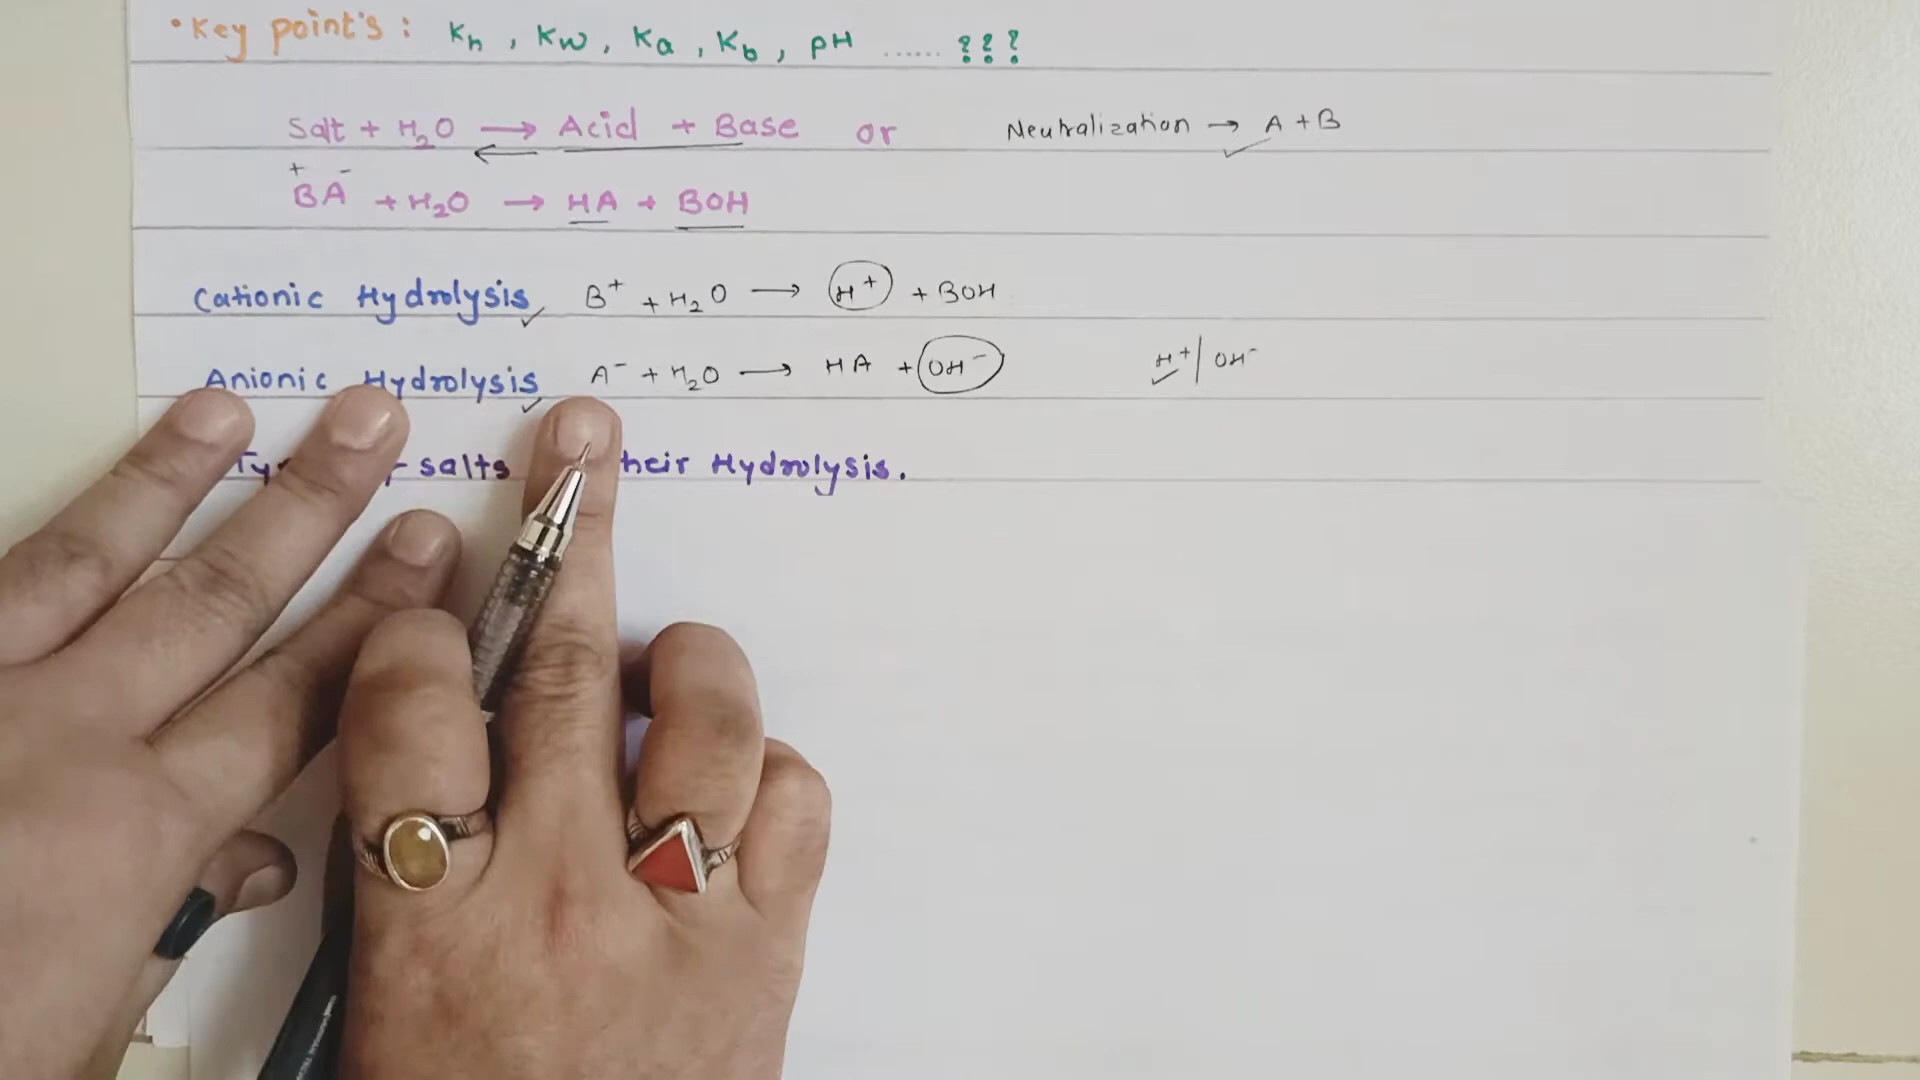 • Key point's : Kh , Kw , Ka , Kb , pH ...... ???
Salt + H₂O ⟶ Acid + Base or Neutralization → A + B
⟵
+ -
BA + H₂O ⟶ HA + BOH
Cationic Hydrolysis B⁺ + H₂O ⟶ H⁺ + BOH
Anionic Hydrolysis A⁻ + H₂O ⟶ HA + OH⁻ H⁺ | OH⁻
salts Hydrolysis.